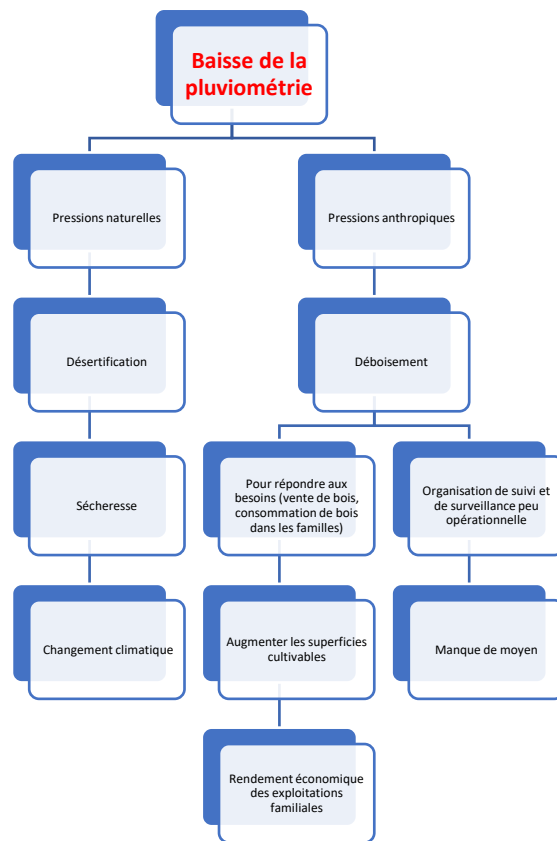 Baisse de la
pluviométrie
Pressions naturelles
Pressions anthropiques
Désertification
Déboisement
Sécheresse
Pour répondre aux
besoins (vente de bois,
consommation de bois
dans les familles)
Organisation de suivi et
de surveillance peu
opérationnelle
Changement climatique
Augmenter les superficies
cultivables
Manque de moyen
Rendement économique
des exploitations
familiales